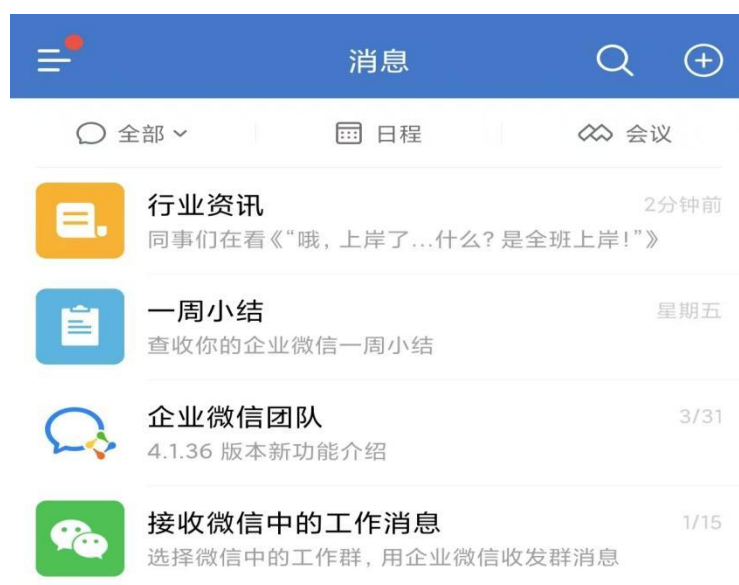 消息
全部 日程 会议
行业资讯 2分钟前
同事们在看《“哦, 上岸了...什么? 是全班上岸!”》
一周小结 星期五
查收你的企业微信一周小结
企业微信团队 3/31
4.1.36 版本新功能介绍
接收微信中的工作消息 1/15
选择微信中的工作群, 用企业微信收发群消息